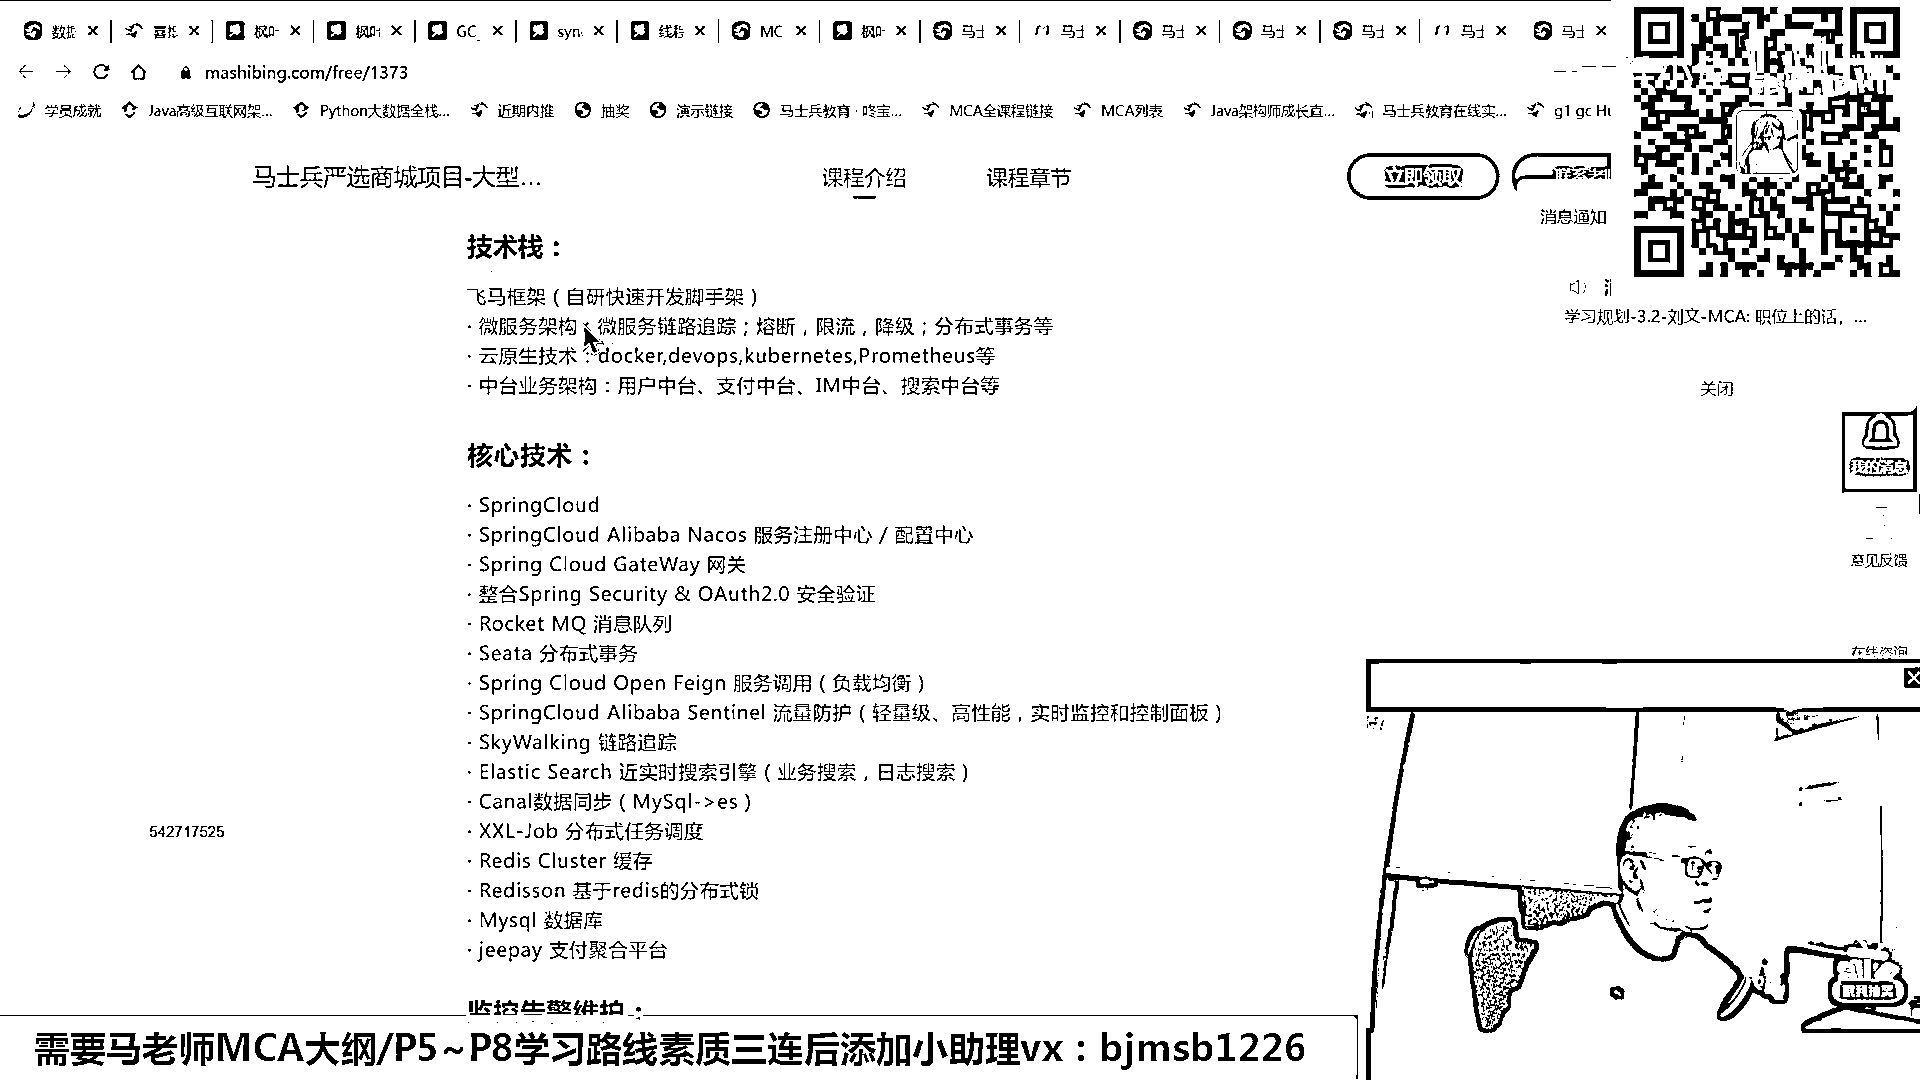 数据 喜推 枫叶 枫叶 GC_ syn 线程 MC 枫叶 马士 马士 马士 马士 马士 马士 马士
mashibing.com/free/1373
学员成就 Java高级互联网架... Python大数据全栈... 近期内推 抽奖 演示链接 马士兵教育 · 咚宝... MCA全课程链接 MCA列表 Java架构师成长直... 马士兵教育在线实... g1 gc Hu
马士兵严选商城项目-大型... 课程介绍 课程章节 立即领取
消息通知
技术栈：
飞马框架（自研快速开发脚手架）
· 微服务架构：微服务链路追踪；熔断，限流，降级；分布式事务等
学习规划-3.2-刘文-MCA: 职位上的话，...
· 云原生技术：docker,devops,kubernetes,Prometheus等
· 中台业务架构：用户中台、支付中台、IM中台、搜索中台等
关闭
核心技术：
我的消息
· SpringCloud
· SpringCloud Alibaba Nacos 服务注册中心 / 配置中心
· Spring Cloud GateWay 网关
意见反馈
· 整合Spring Security & OAuth2.0 安全验证
· Rocket MQ 消息队列
· Seata 分布式事务
在线咨询
· Spring Cloud Open Feign 服务调用（负载均衡）
· SpringCloud Alibaba Sentinel 流量防护（轻量级、高性能，实时监控和控制面板）
· SkyWalking 链路追踪
· Elastic Search 近实时搜索引擎（业务搜索，日志搜索）
· Canal数据同步（MySql->es）
· XXL-Job 分布式任务调度
542717525
· Redis Cluster 缓存
· Redisson 基于redis的分布式锁
· Mysql 数据库
· jeepay 支付聚合平台
监控告警维护：
需要马老师MCA大纲/P5~P8学习路线素质三连后添加小助理vx：bjmsb1226